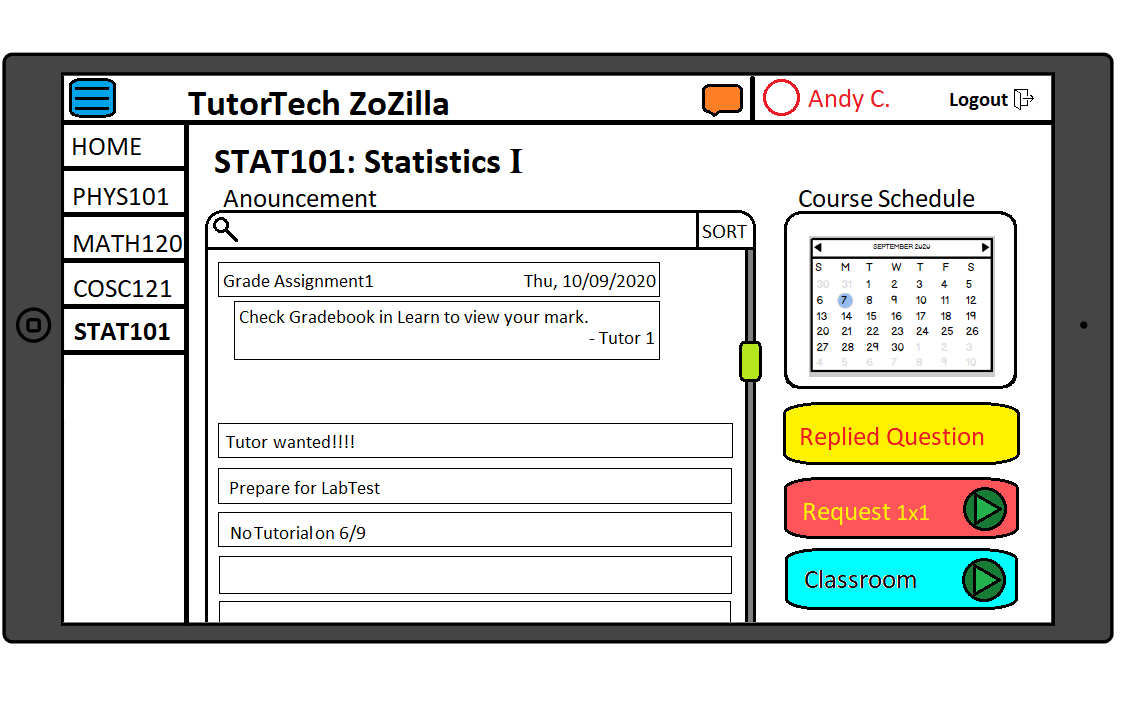 TutorTech ZoZilla
Andy C.
Logout
HOME
PHYS101
MATH120
COSC121
STAT101
STAT101: Statistics I
Anouncement
SORT
Grade Assignment1 Thu, 10/09/2020
Check Gradebook in Learn to view your mark.
- Tutor 1
Tutor wanted!!!!
Prepare for LabTest
No Tutorial on 6/9
Course Schedule
SEPTEMBER 2020
S M T W T F S
30 31 1 2 3 4 5
6 7 8 9 10 11 12
13 14 15 16 17 18 19
20 21 22 23 24 25 26
27 28 29 30 1 2 3
4 5 6 7 8 9 10
Replied Question
Request 1x1
Classroom